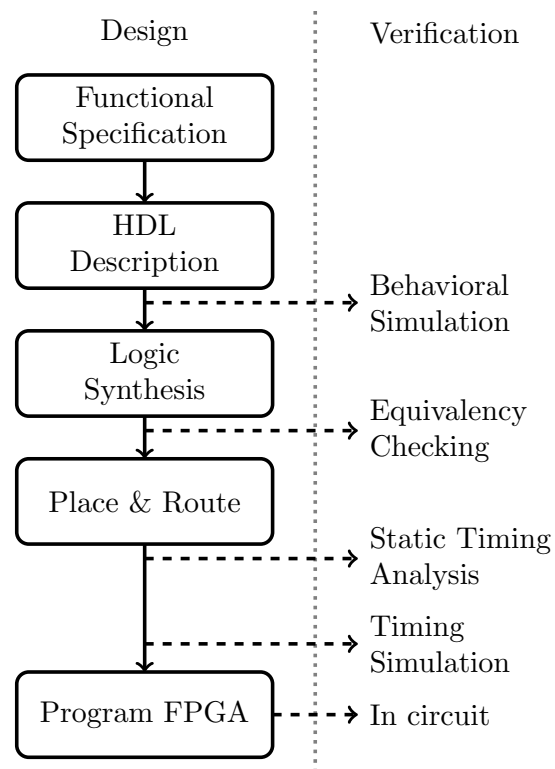 Design
Verification
Functional
Specification
HDL
Description
Behavioral
Simulation
Logic
Synthesis
Equivalency
Checking
Place & Route
Static Timing
Analysis
Timing
Simulation
Program FPGA
In circuit